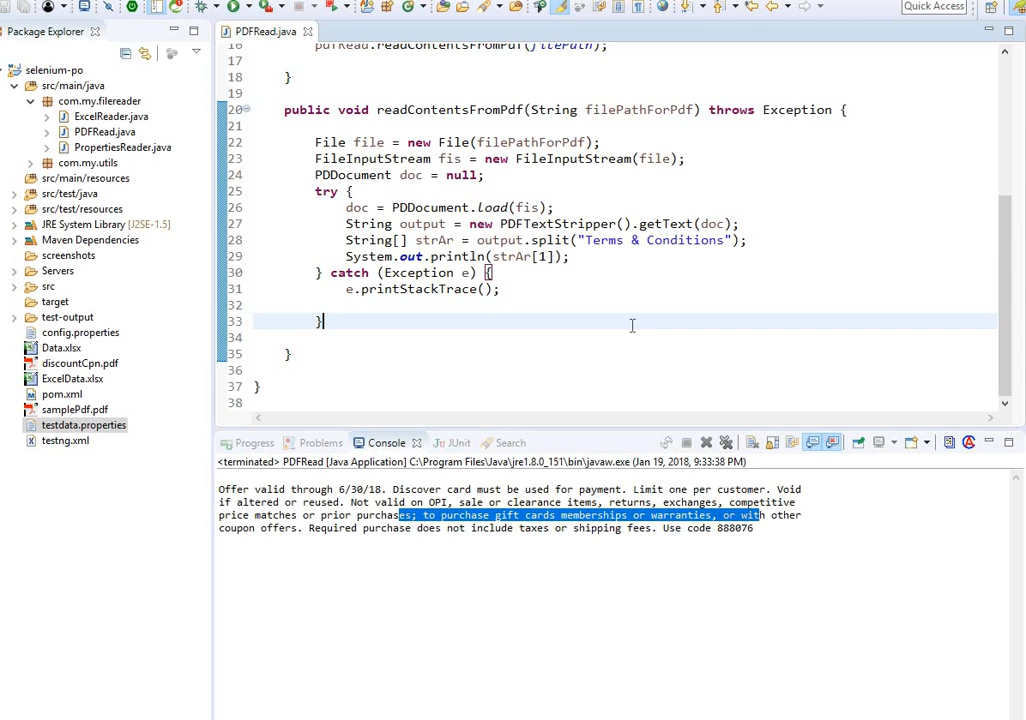 Quick Access
Package Explorer
PDFRead.java
selenium-po
src/main/java
com.my.filereader
ExcelReader.java
PDFRead.java
PropertiesReader.java
com.my.utils
src/main/resources
src/test/java
src/test/resources
JRE System Library [J2SE-1.5]
Maven Dependencies
screenshots
Servers
src
target
test-output
config.properties
Data.xlsx
discountCpn.pdf
ExcelData.xlsx
pom.xml
samplePdf.pdf
testdata.properties
testng.xml
16 pdfRead.readContentsFromPdf(filePath);
17
18 }
19
20 public void readContentsFromPdf(String filePathForPdf) throws Exception {
21
22 File file = new File(filePathForPdf);
23 FileInputStream fis = new FileInputStream(file);
24 PDDocument doc = null;
25 try {
26 doc = PDDocument.load(fis);
27 String output = new PDFTextStripper().getText(doc);
28 String[] strAr = output.split("Terms & Conditions");
29 System.out.println(strAr[1]);
30 } catch (Exception e) {
31 e.printStackTrace();
32
33 }
34
35 }
36
37 }
38
Progress Problems Console JUnit Search
<terminated> PDFRead [Java Application] C:\Program Files\Java\jre1.8.0_151\bin\javaw.exe (Jan 19, 2018, 9:33:38 PM)
Offer valid through 6/30/18. Discover card must be used for payment. Limit one per customer. Void
if altered or reused. Not valid on OPI, sale or clearance items, returns, exchanges, competitive
price matches or prior purchases; to purchase gift cards memberships or warranties, or with other
coupon offers. Required purchase does not include taxes or shipping fees. Use code 888076